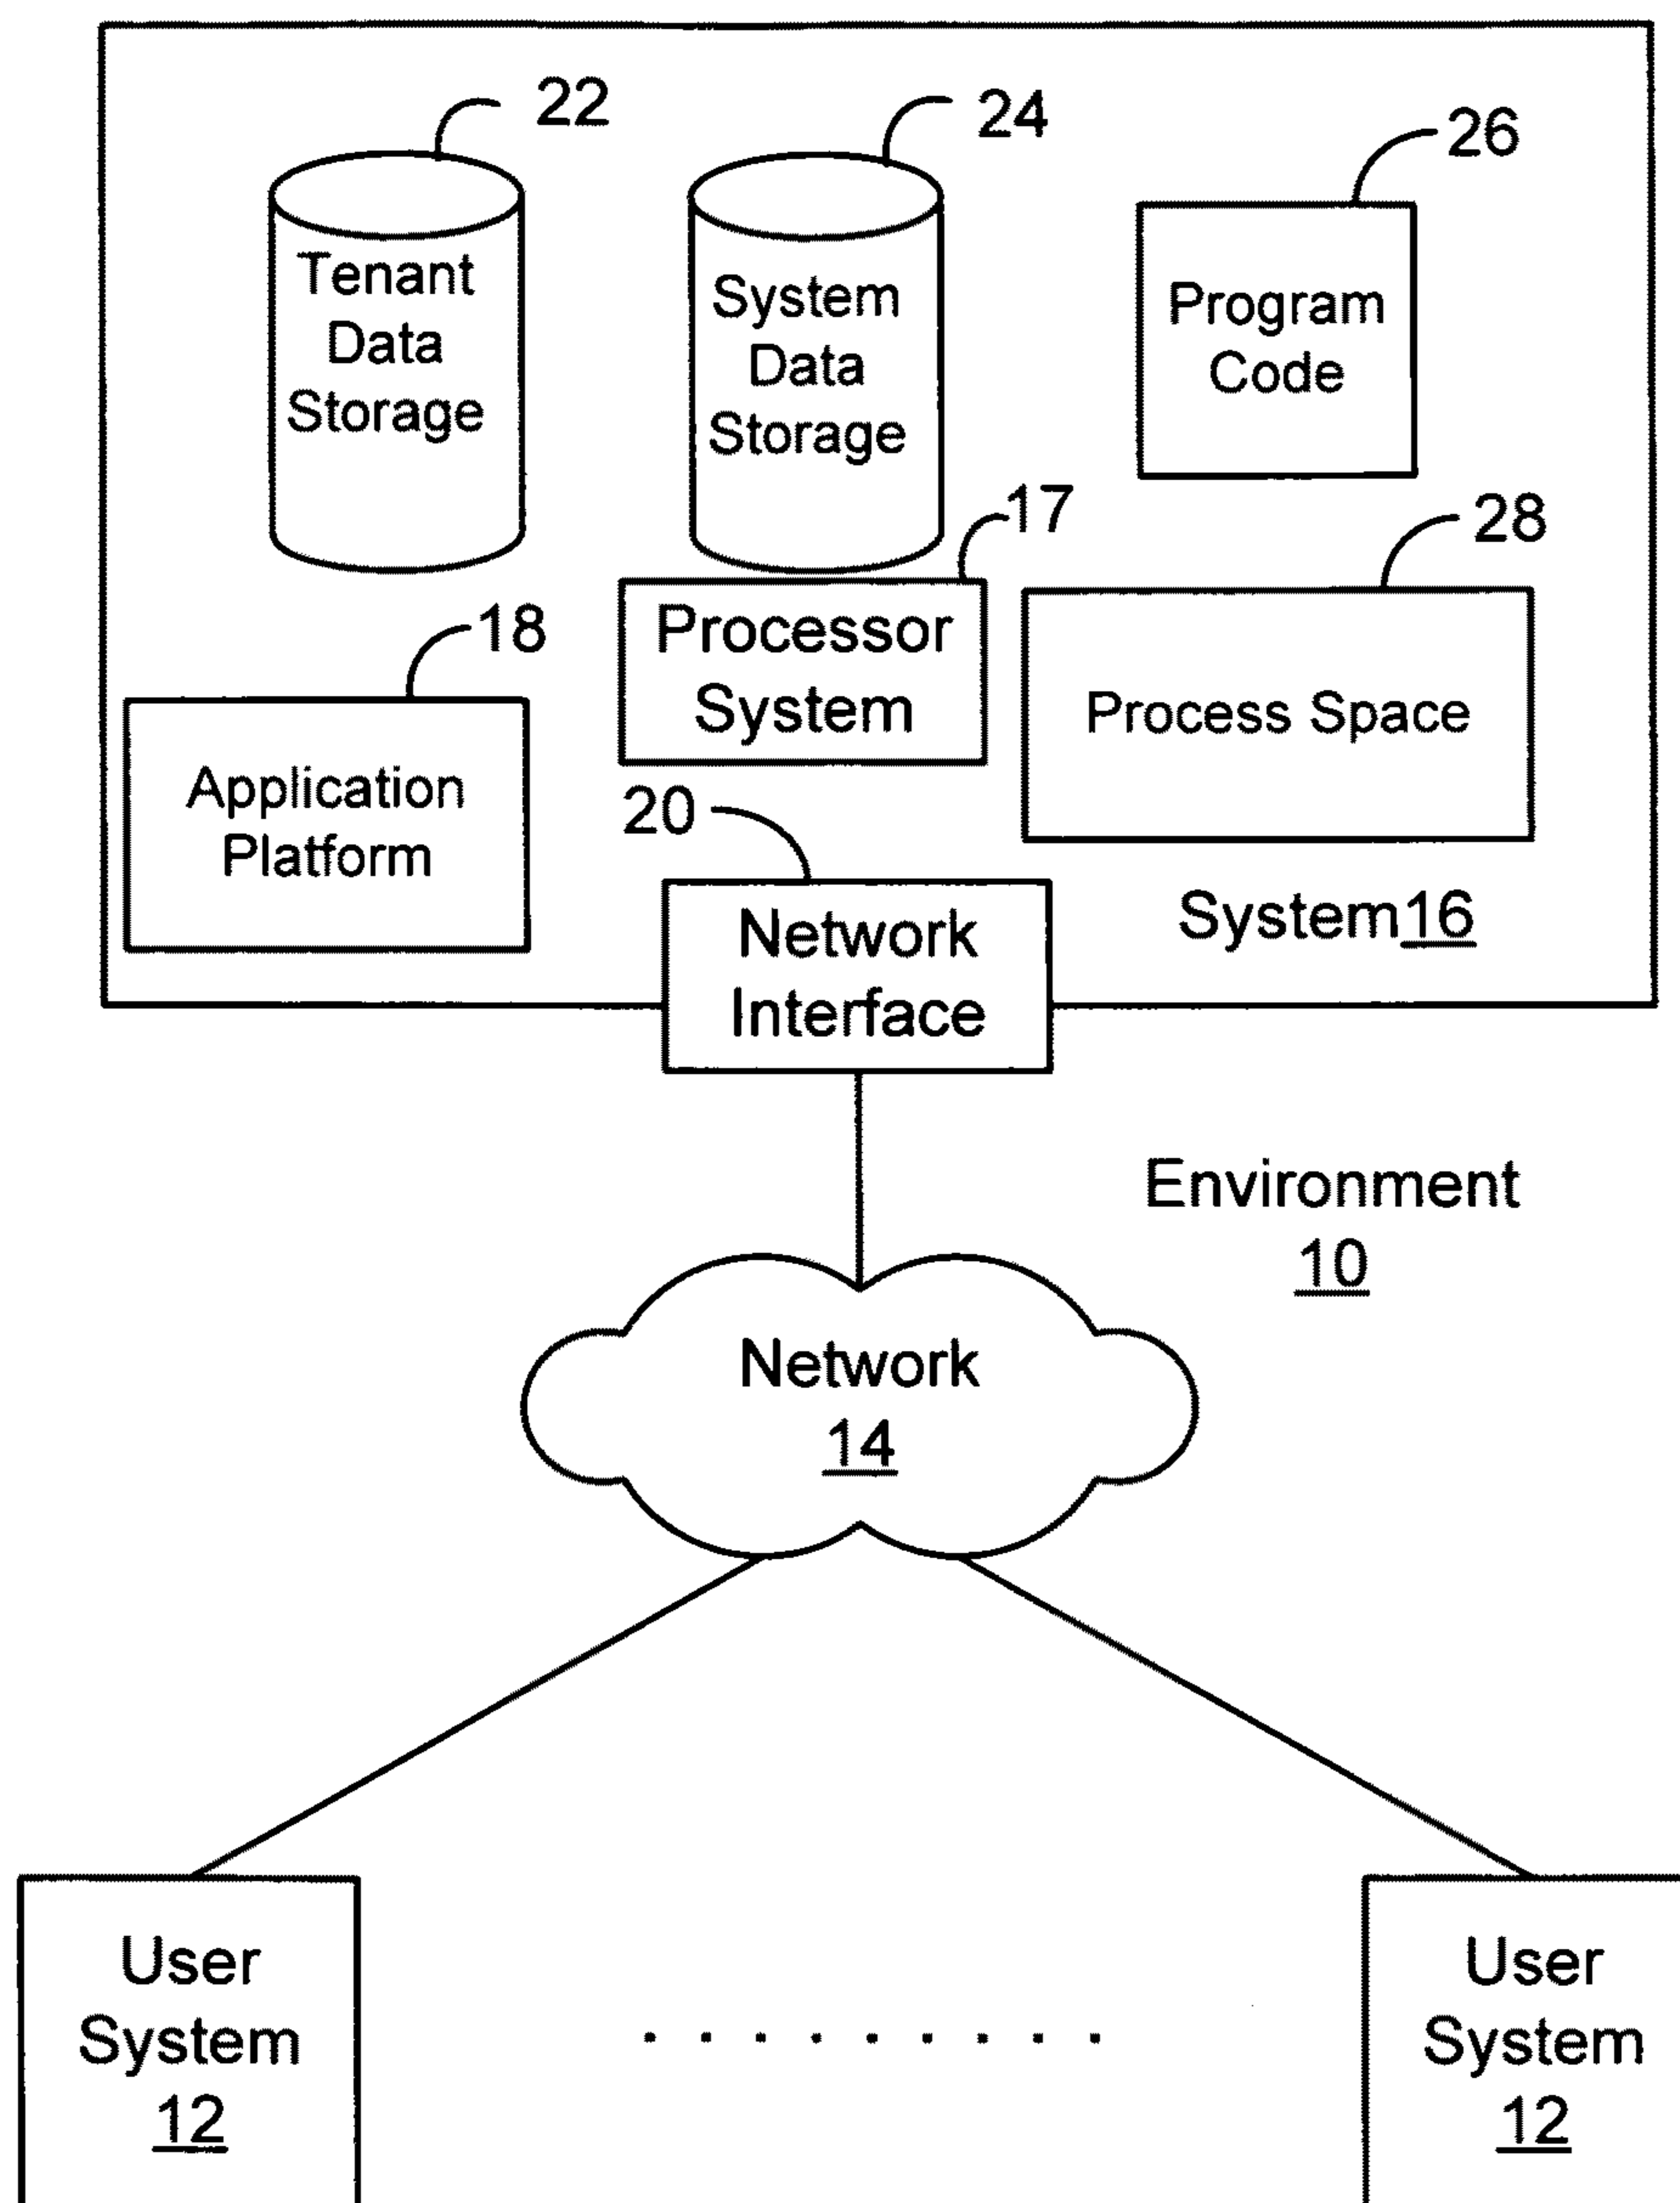 22
24
26
Tenant
Data
Storage
System
Data
Storage
Program
Code
17
28
18
Processor
System
Process Space
Application
Platform
20
Network
Interface
System16
Environment
10
Network
14
User
System
12
User
System
12